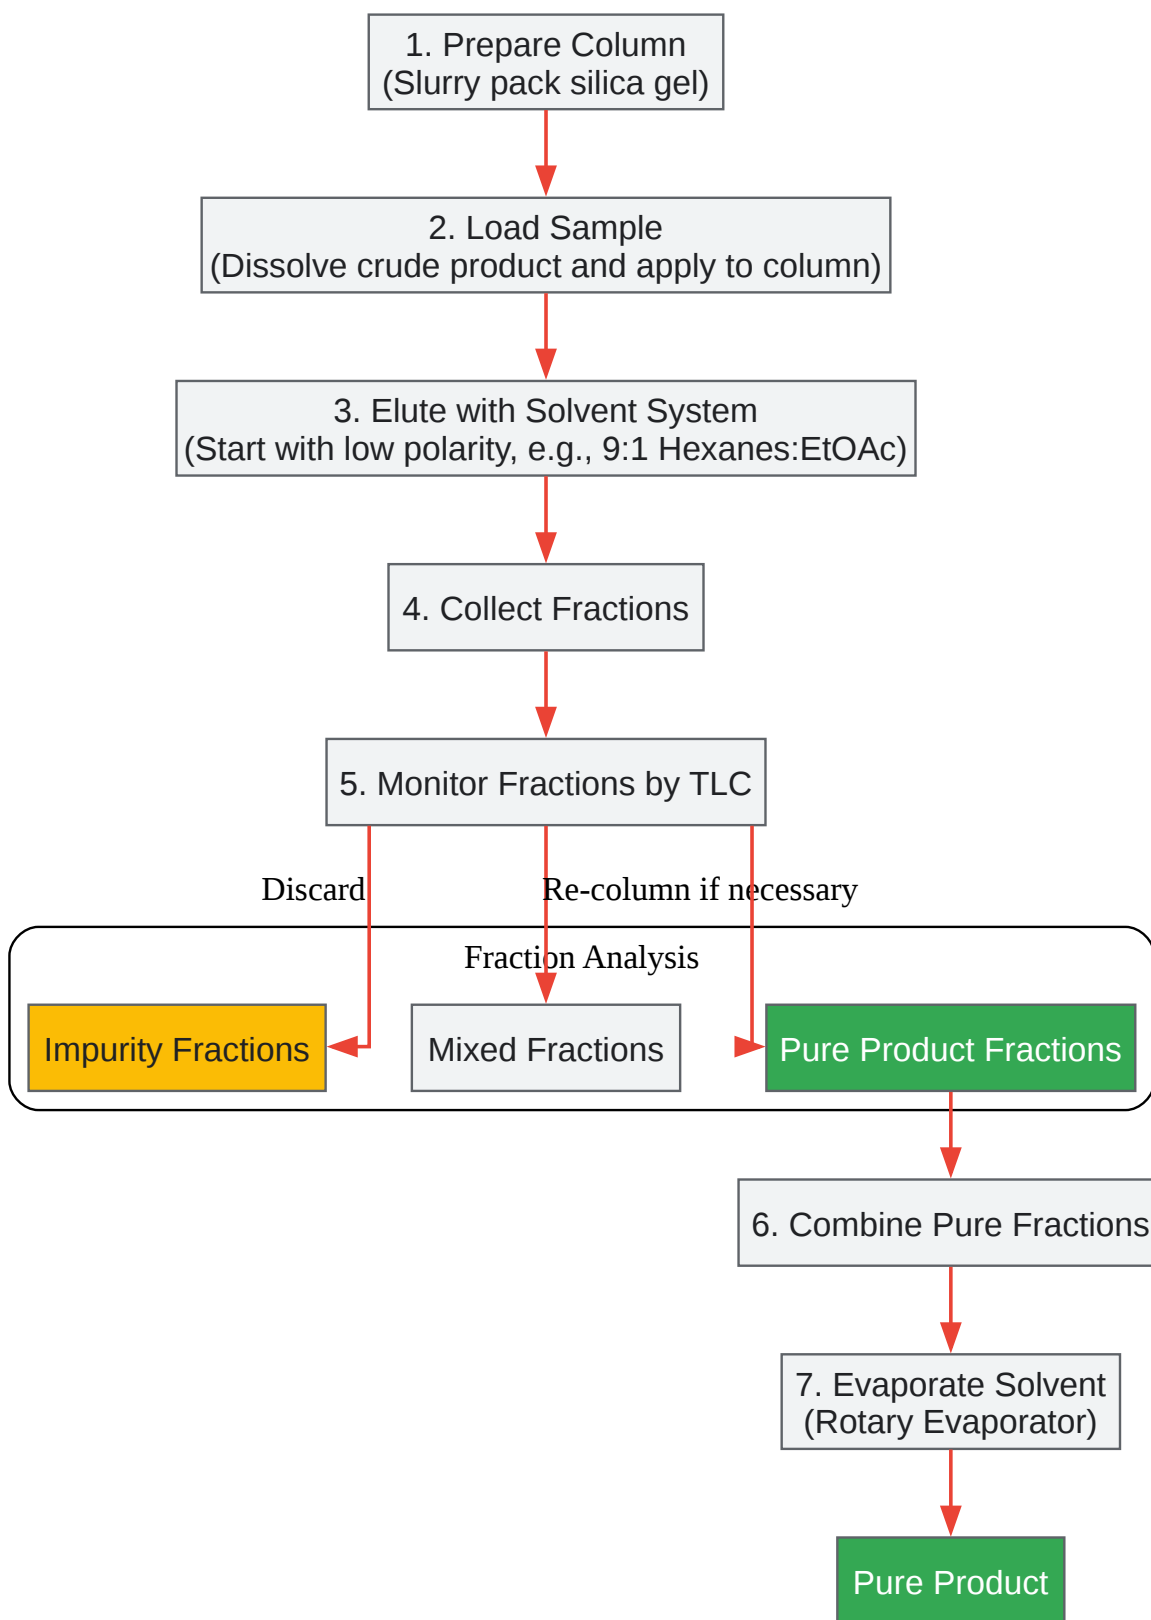 1. Prepare Column
(Slurry pack silica gel)
2. Load Sample
(Dissolve crude product and apply to column)
3. Elute with Solvent System
(Start with low polarity, e.g., 9:1 Hexanes:EtOAc)
4. Collect Fractions
5. Monitor Fractions by TLC
Discard
Re-column if necessary
Fraction Analysis
Impurity Fractions
Mixed Fractions
Pure Product Fractions
6. Combine Pure Fractions
7. Evaporate Solvent
(Rotary Evaporator)
Pure Product